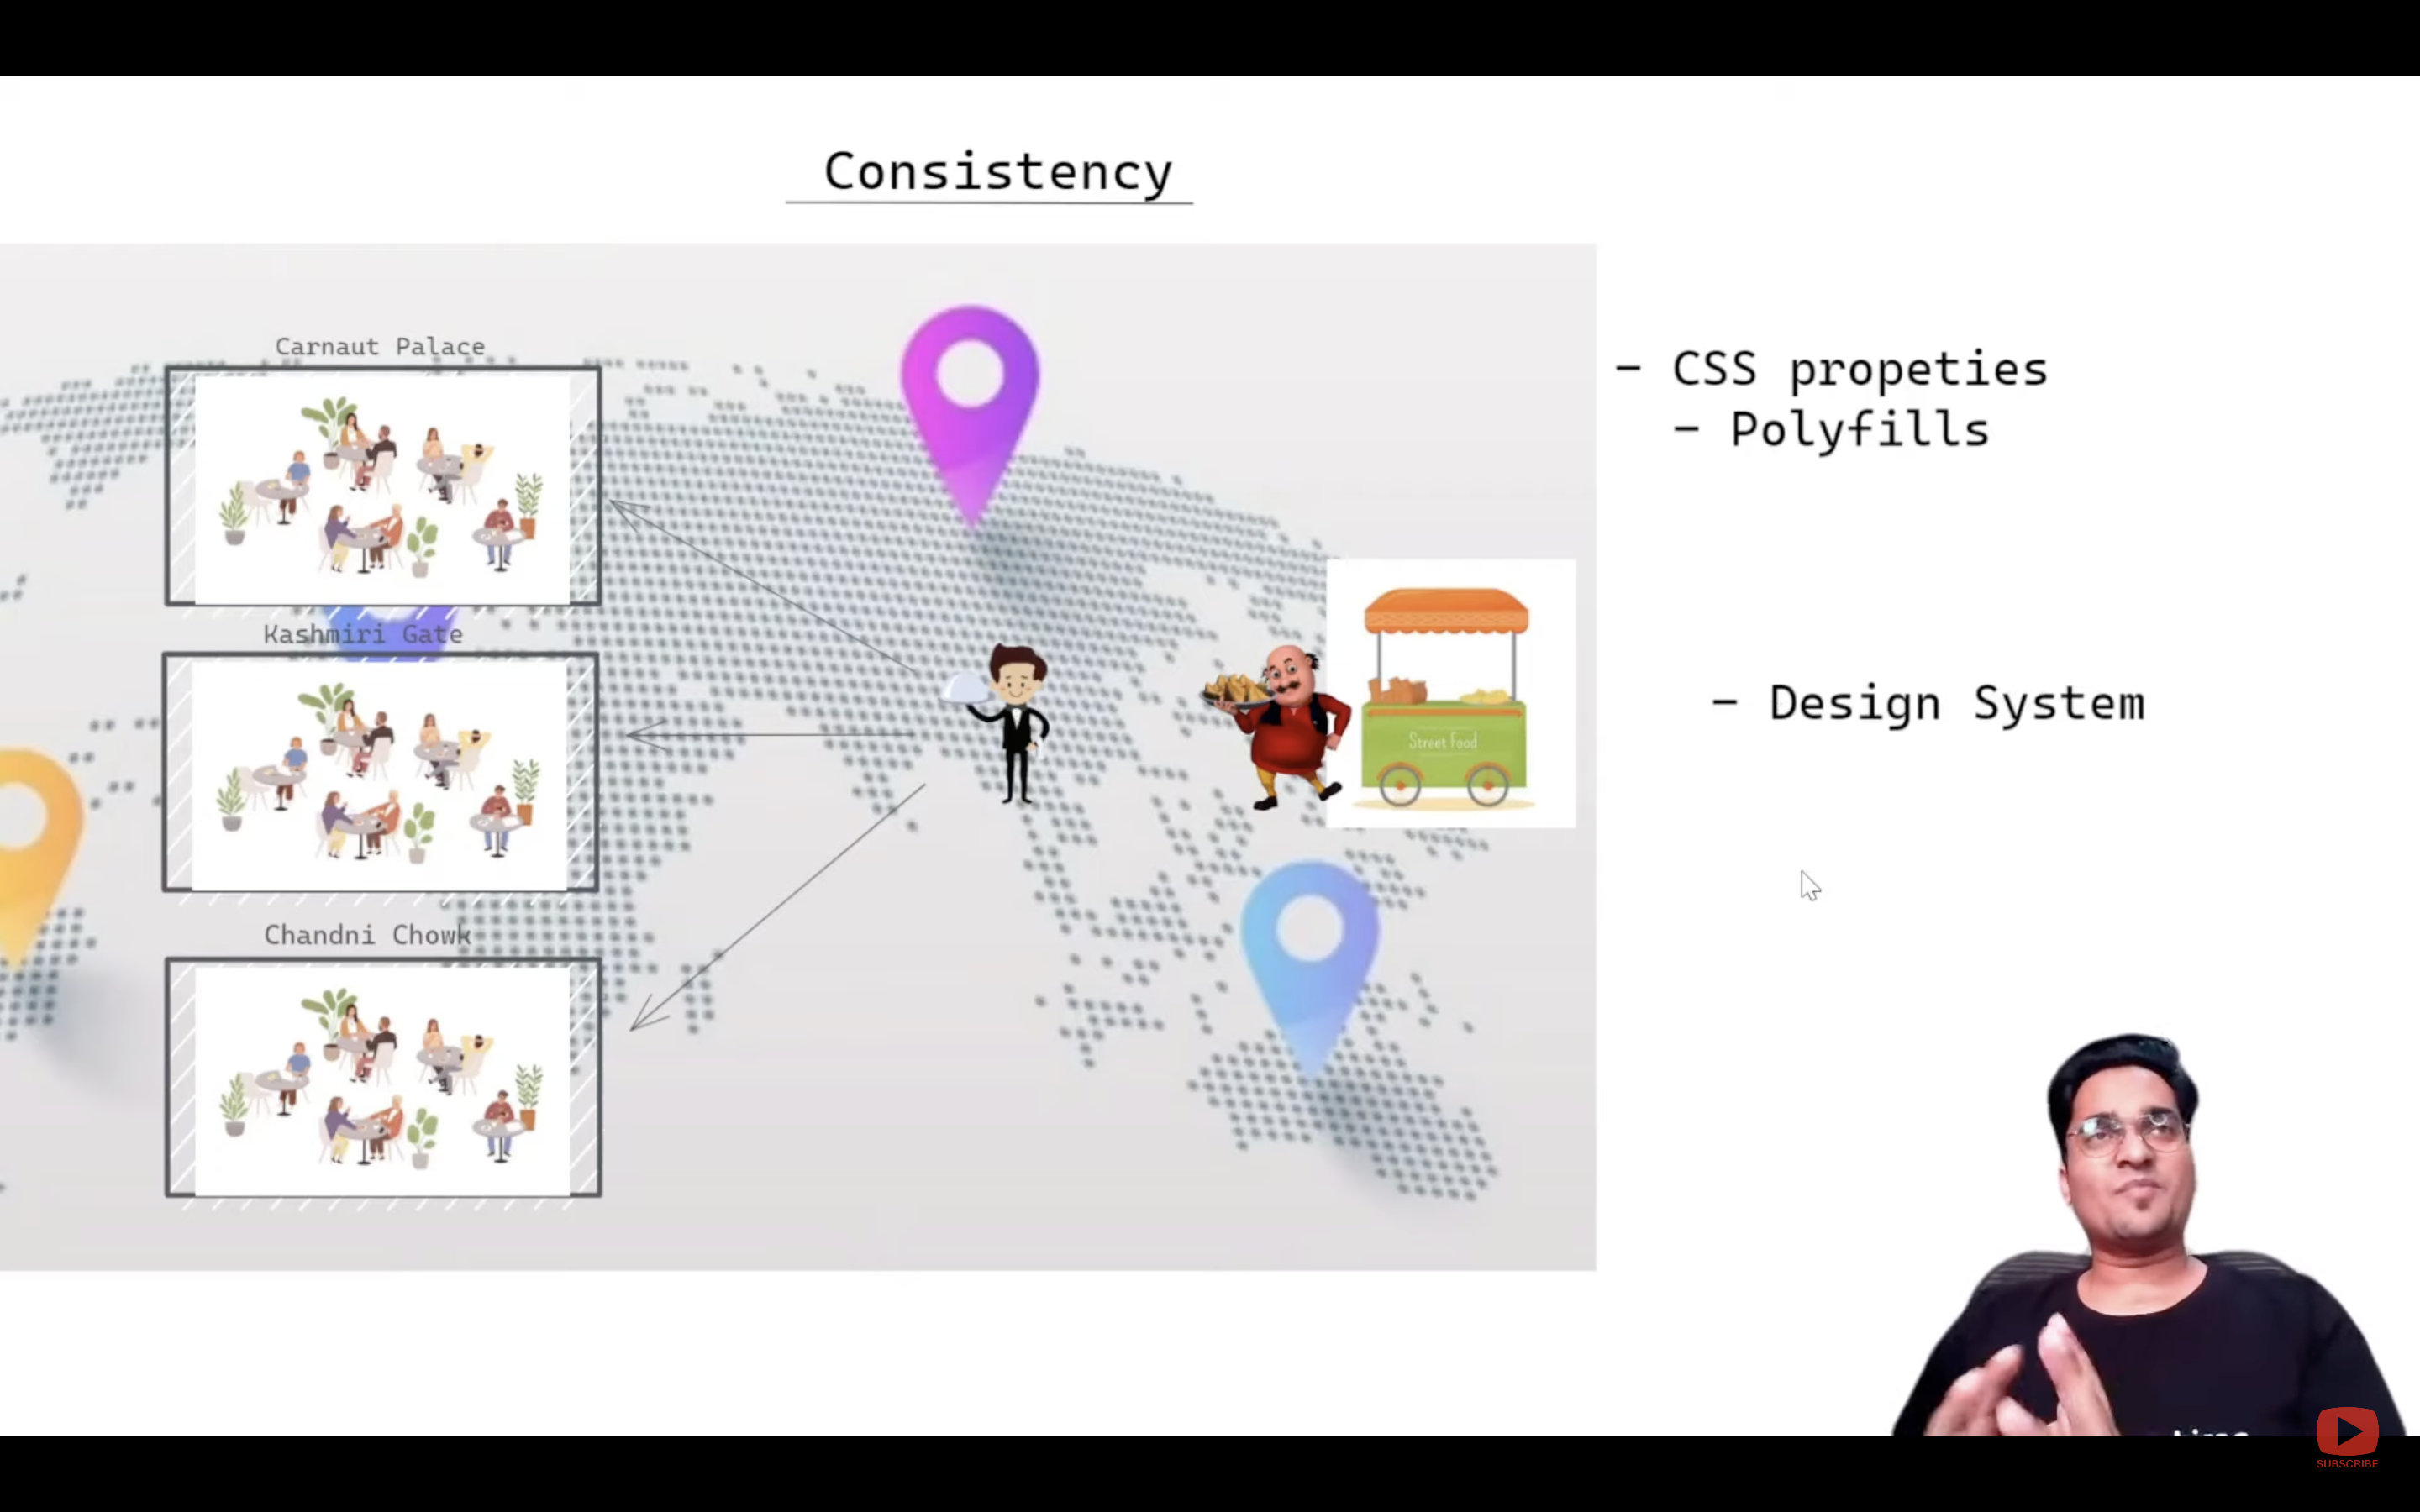 Consistency
Carnaut Palace
Kashmiri Gate
Chandni Chowk
Street Food
- CSS propeties
- Polyfills
- Design System
SUBSCRIBE